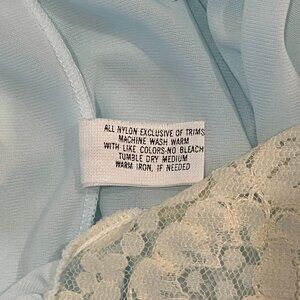 ALL NYLON EXCLUSIVE OF TRIMS
MACHINE WASH WARM
WITH LIKE COLORS-NO BLEACH
TUMBLE DRY MEDIUM
WARM IRON, IF NEEDED